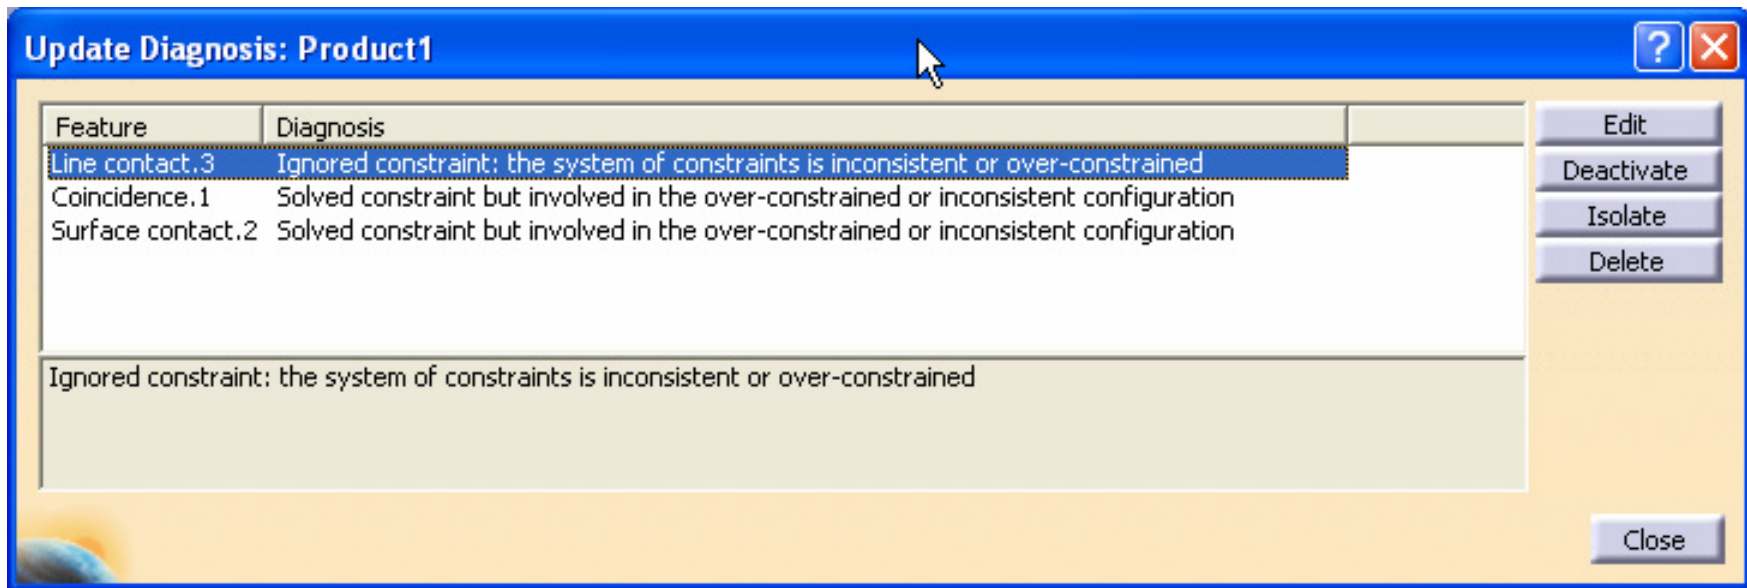 Update Diagnosis: Product1
Feature Diagnosis
Line contact.3 Ignored constraint: the system of constraints is inconsistent or over-constrained
Coincidence.1 Solved constraint but involved in the over-constrained or inconsistent configuration
Surface contact.2 Solved constraint but involved in the over-constrained or inconsistent configuration
Edit
Deactivate
Isolate
Delete
Ignored constraint: the system of constraints is inconsistent or over-constrained
Close